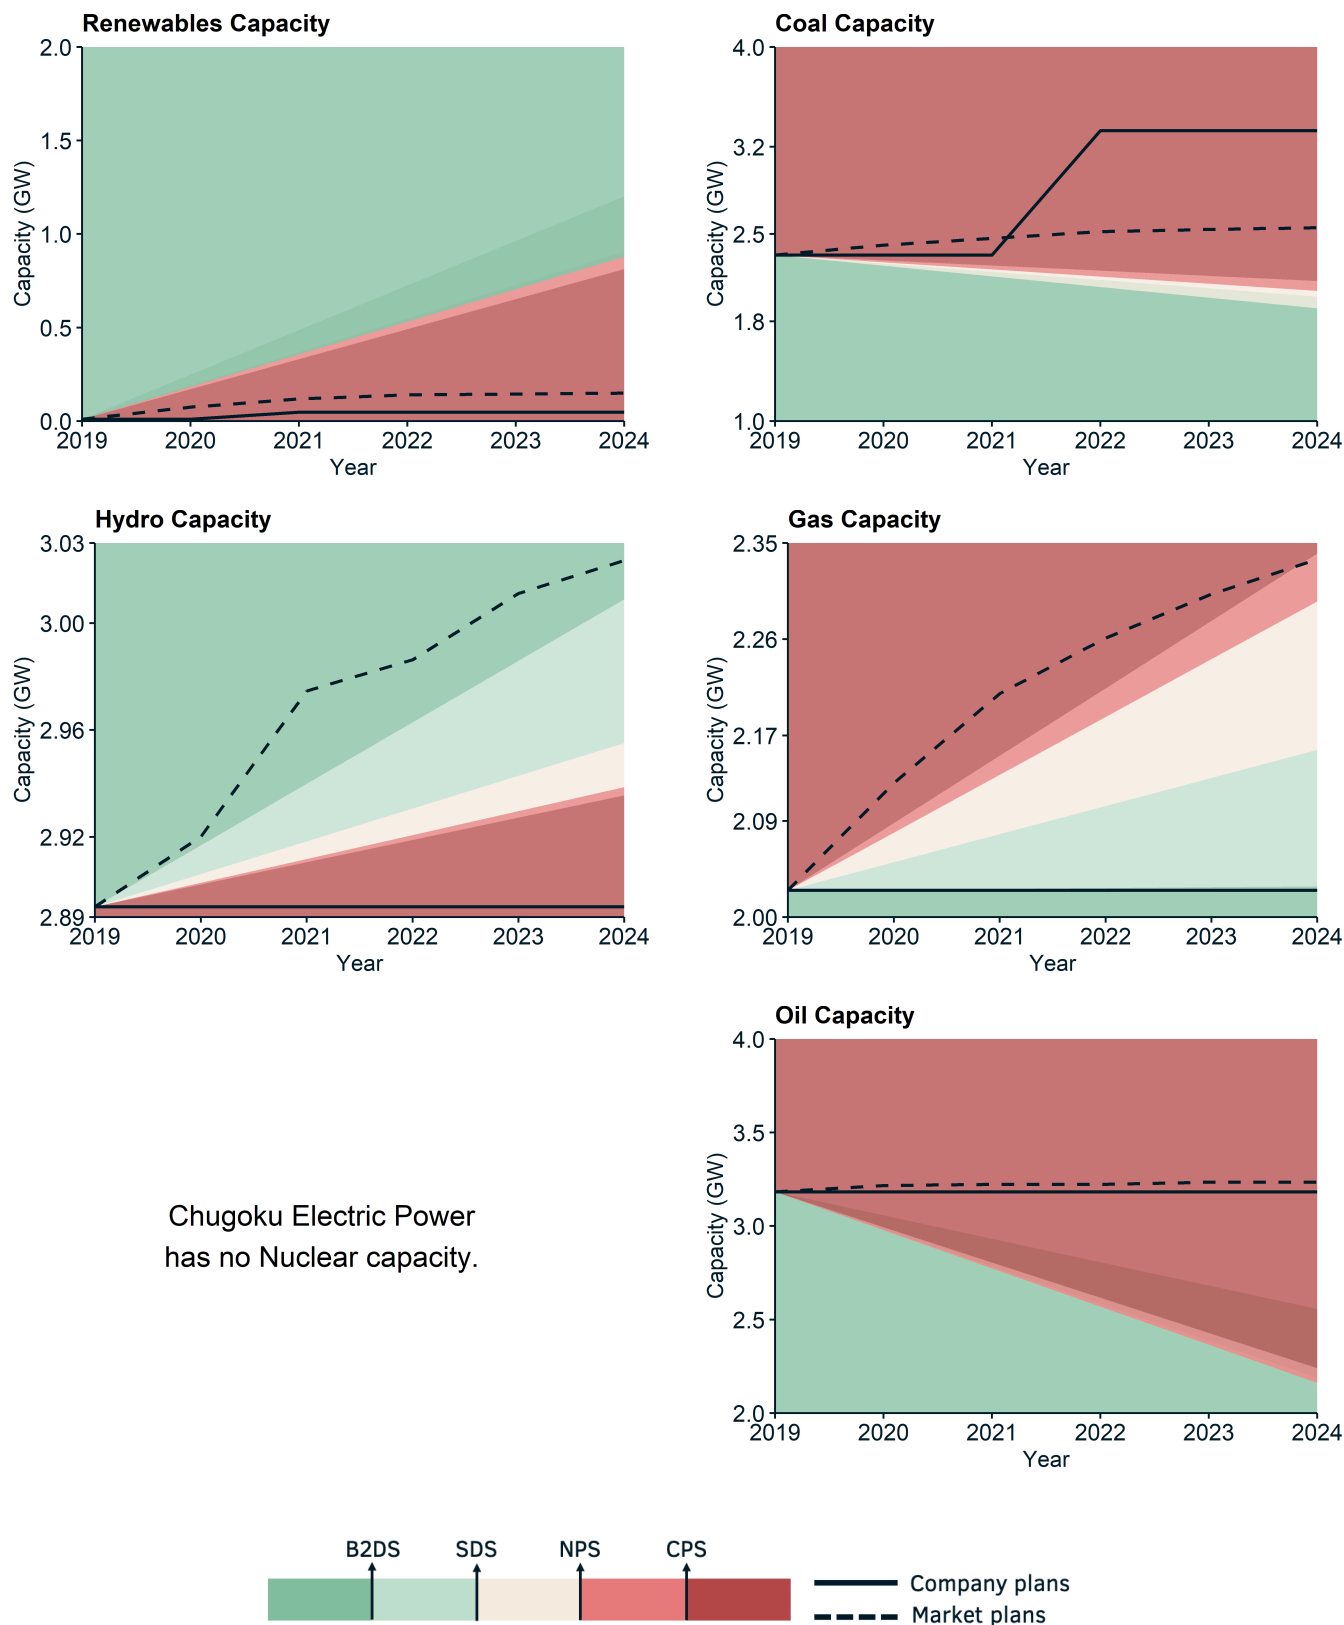 Renewables Capacity
Capacity (GW)
2.0
1.5
1.0
0.5
0.0
2019 2020 2021 2022 2023 2024
Year
Coal Capacity
Capacity (GW)
4.0
3.2
2.5
1.8
1.0
2019 2020 2021 2022 2023 2024
Year
Hydro Capacity
Capacity (GW)
3.03
3.00
2.96
2.92
2.89
2019 2020 2021 2022 2023 2024
Year
Gas Capacity
Capacity (GW)
2.35
2.26
2.17
2.09
2.00
2019 2020 2021 2022 2023 2024
Year
Chugoku Electric Power
has no Nuclear capacity.
Oil Capacity
Capacity (GW)
4.0
3.5
3.0
2.5
2.0
2019 2020 2021 2022 2023 2024
Year
B2DS SDS NPS CPS
Company plans
Market plans